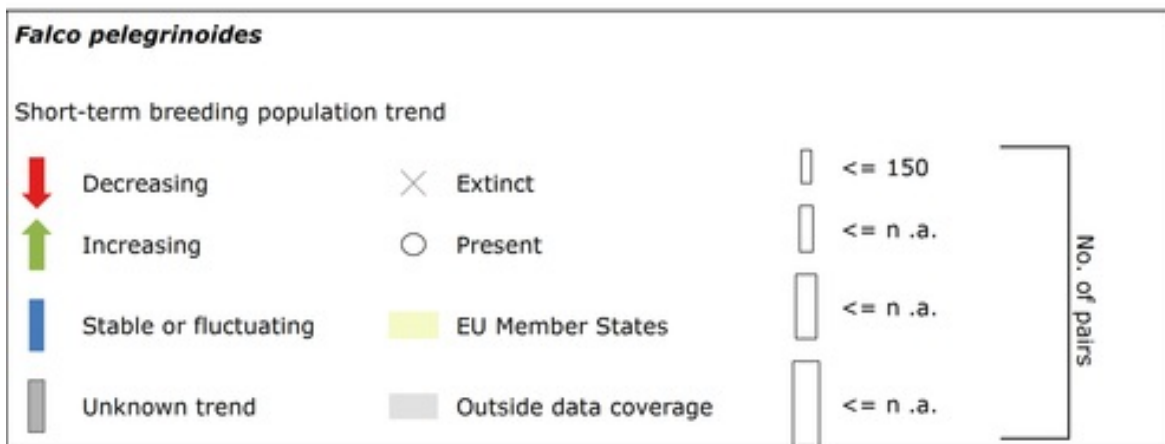 Falco pelegrinoides
Short-term breeding population trend
Decreasing
Extinct
<= 150
Increasing
Present
<= n .a.
Stable or fluctuating
EU Member States
<= n .a.
Unknown trend
Outside data coverage
<= n .a.
No. of pairs